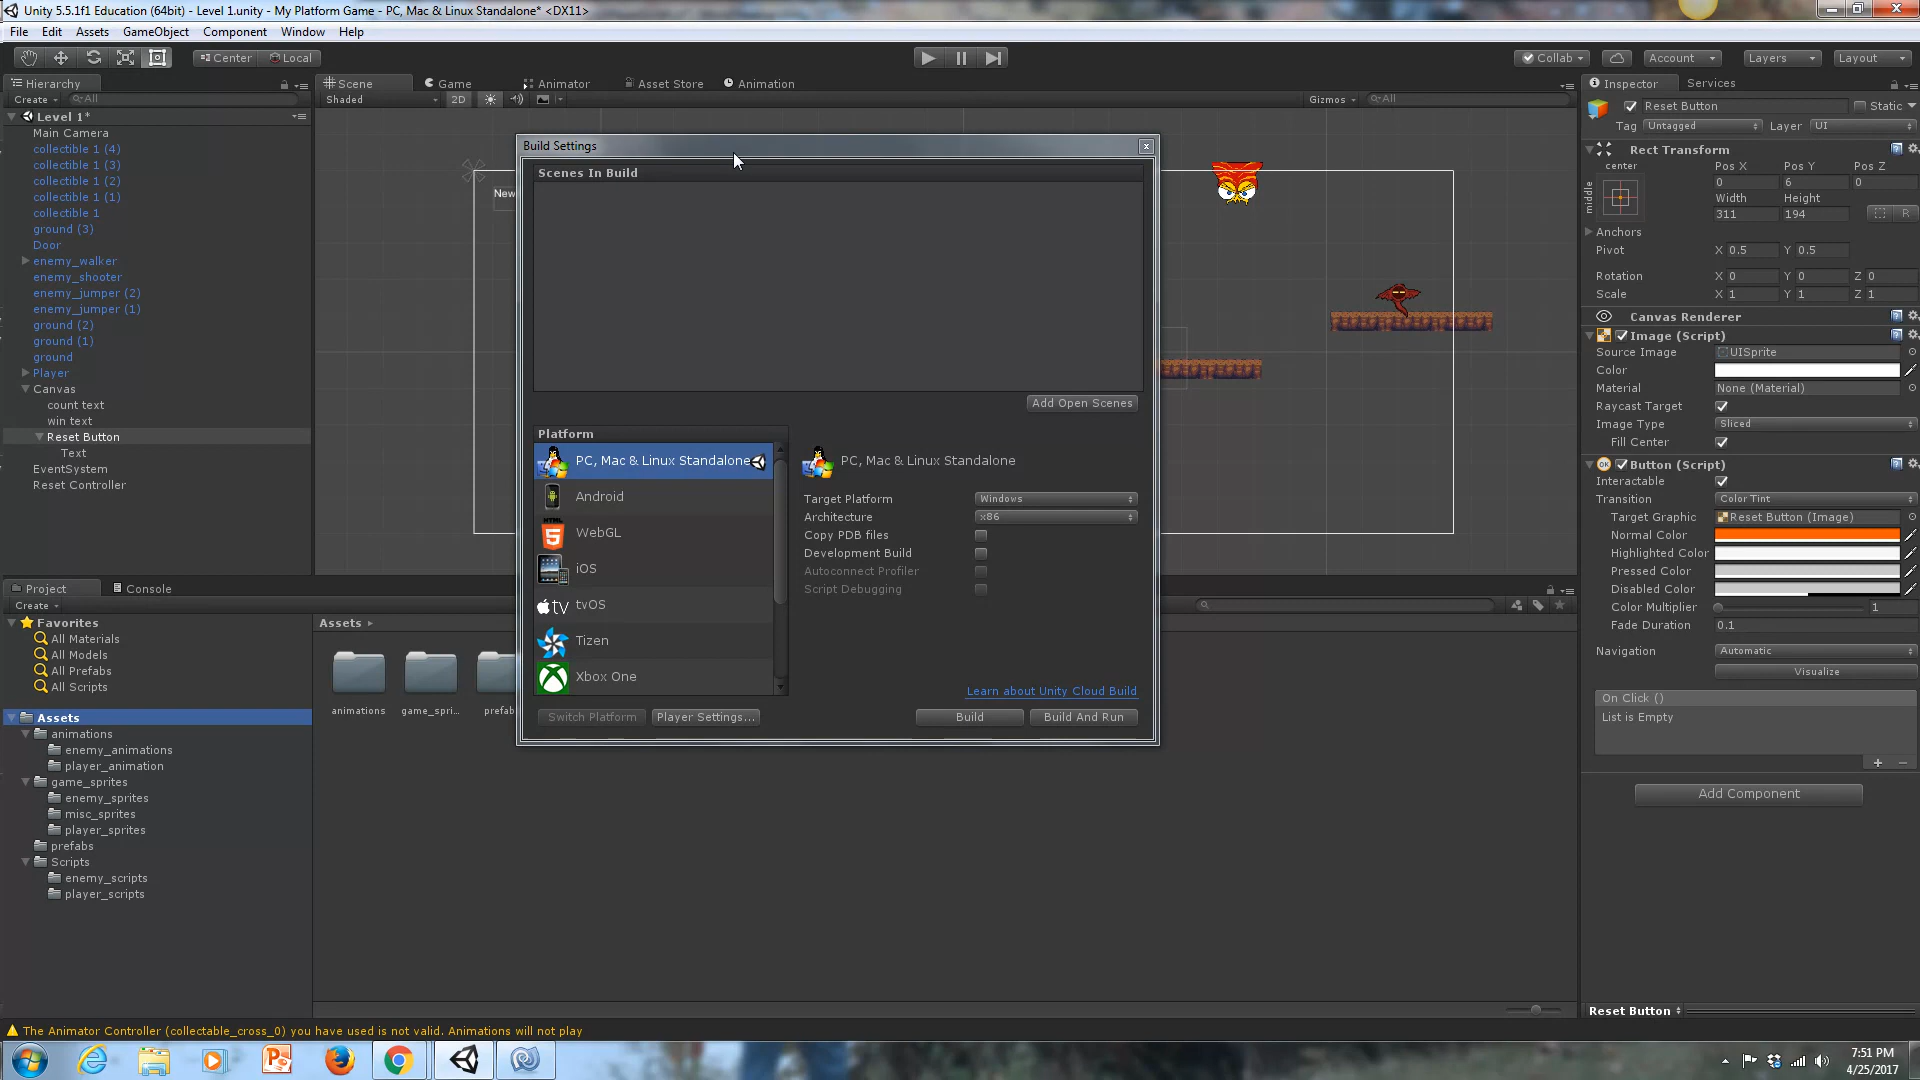 Unity 5.5.1f1 Education (64bit) - Level 1.unity - My Platform Game - PC, Mac & Linux Standalone* <DX11>
File Edit Assets GameObject Component Window Help
Center Local
Collab Account Layers Layout
Hierarchy
Create All
Level 1*
Main Camera
collectible 1 (4)
collectible 1 (3)
collectible 1 (2)
collectible 1 (1)
collectible 1
ground (3)
Door
enemy_walker
enemy_shooter
enemy_jumper (2)
enemy_jumper (1)
ground (2)
ground (1)
ground
Player
Canvas
count text
win text
Reset Button
Text
EventSystem
Reset Controller
Scene Game Animator Asset Store Animation
Shaded 2D Gizmos All
New
Build Settings
Scenes In Build
Add Open Scenes
Platform
PC, Mac & Linux Standalone
Android
WebGL
iOS
tv tvOS
Tizen
Xbox One
PC, Mac & Linux Standalone
Target Platform Windows
Architecture x86
Copy PDB files
Development Build
Autoconnect Profiler
Script Debugging
Learn about Unity Cloud Build
Switch Platform Player Settings... Build Build And Run
Inspector Services
Reset Button Static
Tag Untagged Layer UI
Rect Transform
center Pos X Pos Y Pos Z
middle 0 6 0
Width Height
311 194 R
Anchors
Pivot X 0.5 Y 0.5
Rotation X 0 Y 0 Z 0
Scale X 1 Y 1 Z 1
Canvas Renderer
Image (Script)
Source Image UISprite
Color
Material None (Material)
Raycast Target
Image Type Sliced
Fill Center
OK Button (Script)
Interactable
Transition Color Tint
Target Graphic Reset Button (Image)
Normal Color
Highlighted Color
Pressed Color
Disabled Color
Color Multiplier 1
Fade Duration 0.1
Navigation Automatic
Visualize
On Click ()
List is Empty
+ −
Add Component
Reset Button
Project Console
Create
Favorites
All Materials
All Models
All Prefabs
All Scripts
Assets
animations
enemy_animations
player_animation
game_sprites
enemy_sprites
misc_sprites
player_sprites
prefabs
Scripts
enemy_scripts
player_scripts
Assets
animations game_spri... prefab
The Animator Controller (collectable_cross_0) you have used is not valid. Animations will not play
7:51 PM
4/25/2017